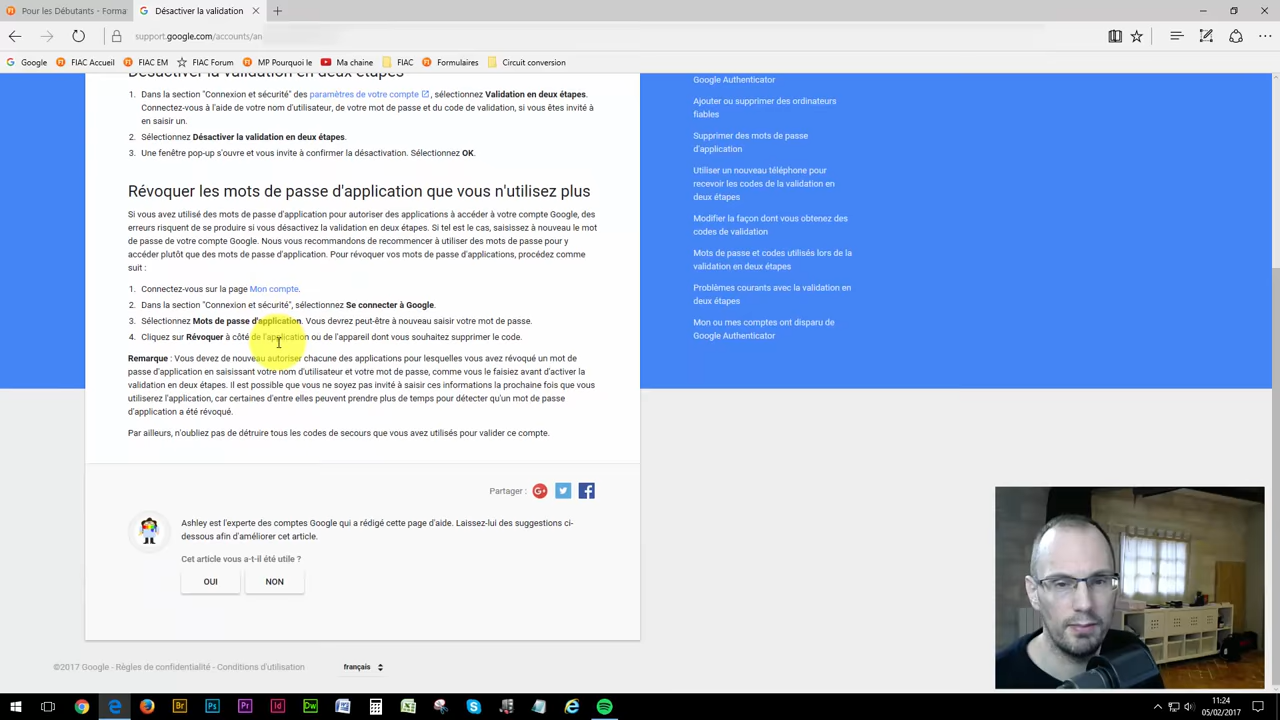 Pour les Débutants - Forma
Désactiver la validation
support.google.com/accounts/an
Google
FIAC Accueil
FIAC EM
FIAC Forum
MP Pourquoi le
Ma chaine
FIAC
Formulaires
Circuit conversion
Désactiver la validation en deux étapes
1. Dans la section "Connexion et sécurité" des paramètres de votre compte, sélectionnez Validation en deux étapes.
Connectez-vous à l'aide de votre nom d'utilisateur, de votre mot de passe et du code de validation, si vous êtes invité à
en saisir un.
2. Sélectionnez Désactiver la validation en deux étapes.
3. Une fenêtre pop-up s'ouvre et vous invite à confirmer la désactivation. Sélectionnez OK.
Révoquer les mots de passe d'application que vous n'utilisez plus
Si vous avez utilisé des mots de passe d'application pour autoriser des applications à accéder à votre compte Google, des
erreurs risquent de se produire si vous désactivez la validation en deux étapes. Si tel est le cas, saisissez à nouveau le mot
de passe de votre compte Google. Nous vous recommandons de recommencer à utiliser des mots de passe pour y
accéder plutôt que des mots de passe d'application. Pour révoquer vos mots de passe d'applications, procédez comme
suit :
1. Connectez-vous sur la page Mon compte.
2. Dans la section "Connexion et sécurité", sélectionnez Se connecter à Google.
3. Sélectionnez Mots de passe d'application. Vous devrez peut-être à nouveau saisir votre mot de passe.
4. Cliquez sur Révoquer à côté de l'application ou de l'appareil dont vous souhaitez supprimer le code.
Remarque : Vous devez de nouveau autoriser chacune des applications pour lesquelles vous avez révoqué un mot de
passe d'application en saisissant votre nom d'utilisateur et votre mot de passe, comme vous le faisiez avant d'activer la
validation en deux étapes. Il est possible que vous ne soyez pas invité à saisir ces informations la prochaine fois que vous
utiliserez l'application, car certaines d'entre elles peuvent prendre plus de temps pour détecter qu'un mot de passe
d'application a été révoqué.
Par ailleurs, n'oubliez pas de détruire tous les codes de secours que vous avez utilisés pour valider ce compte.
Partager :
Ashley est l'experte des comptes Google qui a rédigé cette page d'aide. Laissez-lui des suggestions ci-
dessous afin d'améliorer cet article.
Cet article vous a-t-il été utile ?
OUI
NON
Google Authenticator
Ajouter ou supprimer des ordinateurs
fiables
Supprimer des mots de passe
d'application
Utiliser un nouveau téléphone pour
recevoir les codes de la validation en
deux étapes
Modifier la façon dont vous obtenez des
codes de validation
Mots de passe et codes utilisés lors de la
validation en deux étapes
Problèmes courants avec la validation en
deux étapes
Mon ou mes comptes ont disparu de
Google Authenticator
©2017 Google - Règles de confidentialité - Conditions d'utilisation
français
11:24
05/02/2017